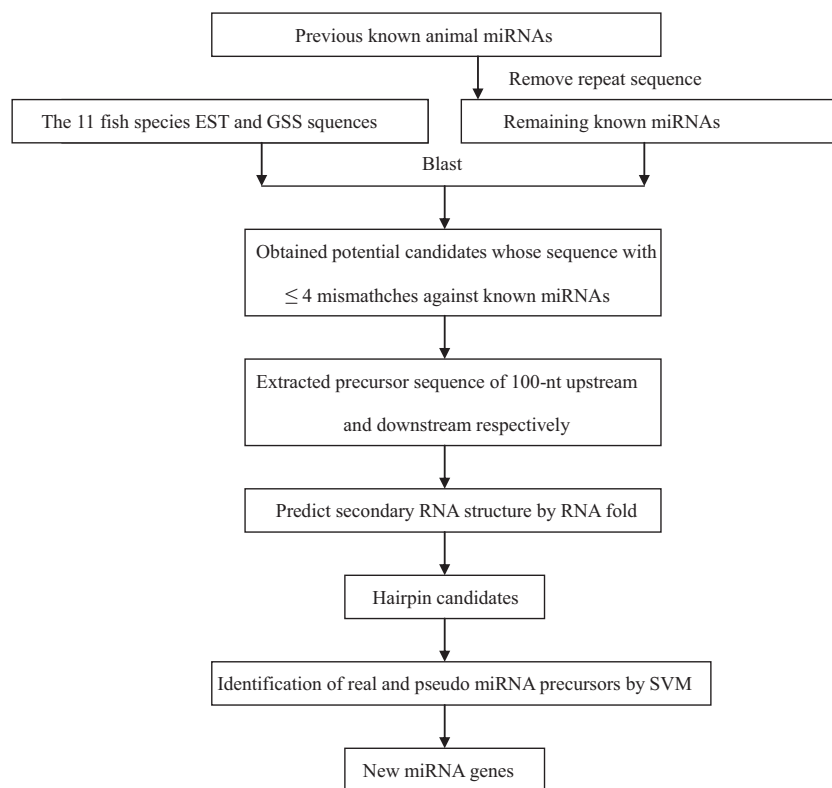 Previous known animal miRNAs
Remove repeat sequence
The 11 fish species EST and GSS squences
Remaining known miRNAs
Blast
Obtained potential candidates whose sequence with
≤ 4 mismathches against known miRNAs
Extracted precursor sequence of 100-nt upstream
and downstream respectively
Predict secondary RNA structure by RNA fold
Hairpin candidates
Identification of real and pseudo miRNA precursors by SVM
New miRNA genes